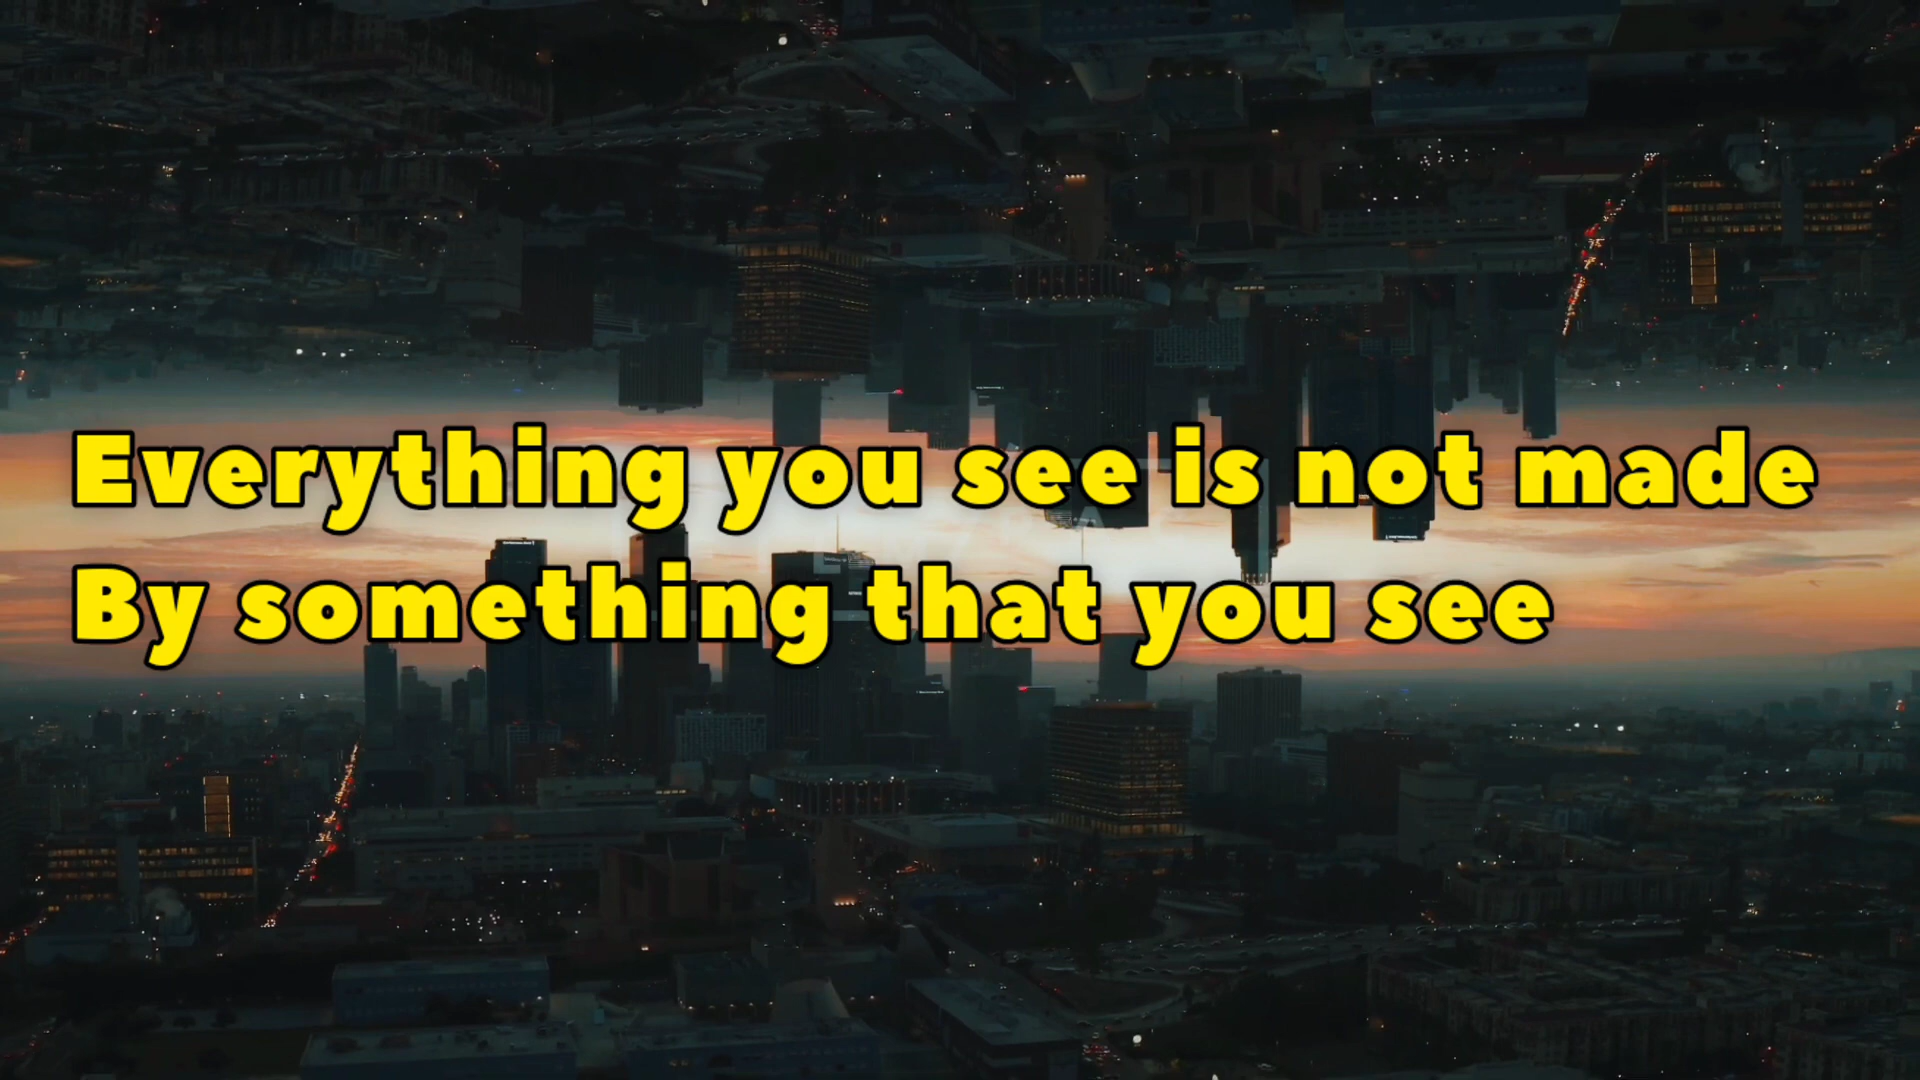 Everything you see is not made
By something that you see